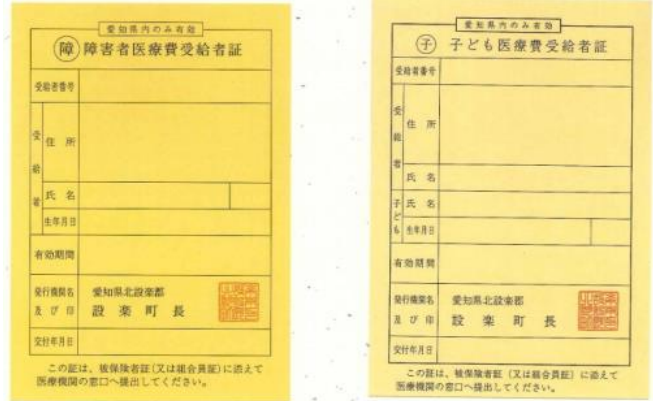 愛知県内のみ有効
障 障害者医療費受給者証
受給者番号
受給者
住所
氏名
生年月日
有効期間
発行機関名及び印
愛知県北設楽郡
設楽町長
交付年月日
この証は、被保険者証(又は組合員証)に添えて
医療機関の窓口へ提出してください。
愛知県内のみ有効
子 子ども医療費受給者証
受給者番号
受給者
住所
氏名
子ども
氏名
生年月日
有効期間
発行機関名及び印
愛知県北設楽郡
設楽町長
交付年月日
この証は、被保険者証(又は組合員証)に添えて
医療機関の窓口へ提出してください。